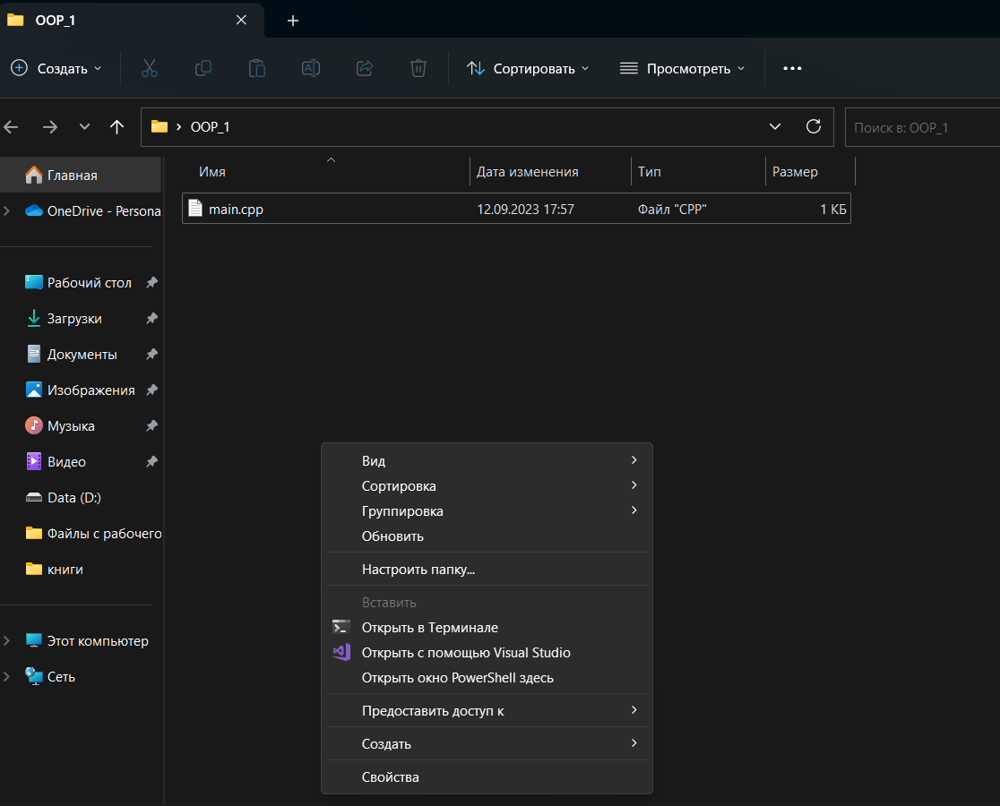 OOP_1
Создать
Сортировать
Просмотреть
OOP_1
Поиск в: OOP_1
Имя
Дата изменения
Тип
Размер
main.cpp
12.09.2023 17:57
Файл "CPP"
1 КБ
Главная
OneDrive - Persona
Рабочий стол
Загрузки
Документы
Изображения
Музыка
Видео
Data (D:)
Файлы с рабочего
книги
Этот компьютер
Сеть
Вид
Сортировка
Группировка
Обновить
Настроить папку...
Вставить
Открыть в Терминале
Открыть с помощью Visual Studio
Открыть окно PowerShell здесь
Предоставить доступ к
Создать
Свойства